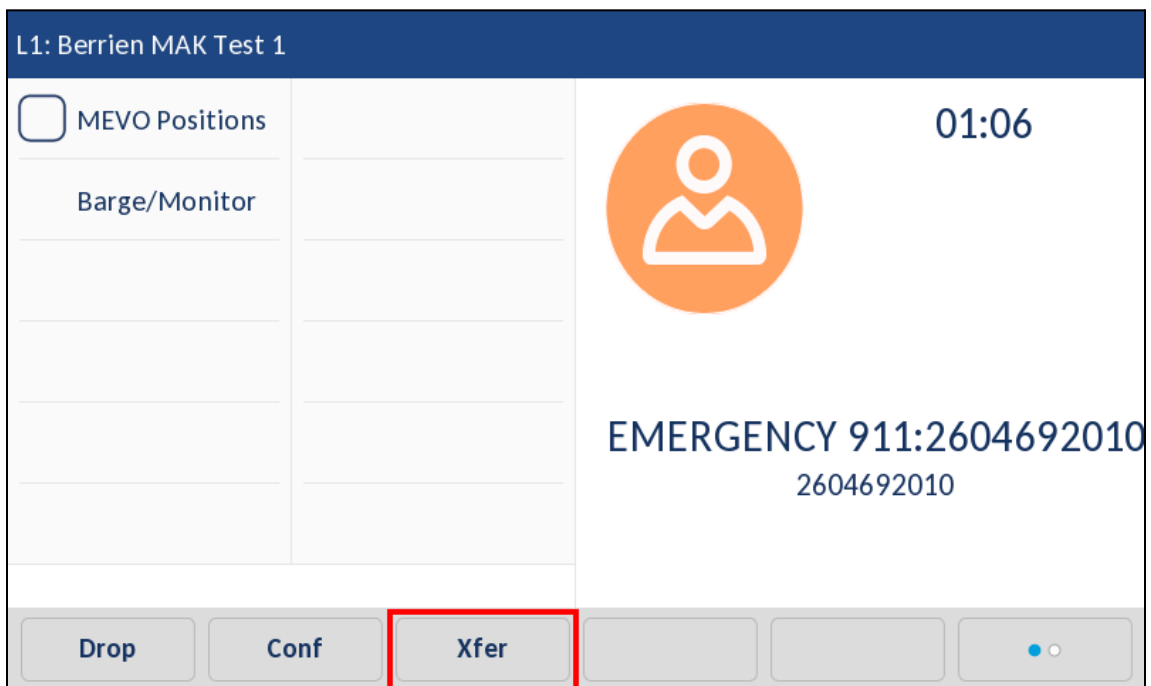 L1: Berrien MAK Test 1
MEVO Positions
Barge/Monitor
01:06
EMERGENCY 911:2604692010
2604692010
Drop
Conf
Xfer